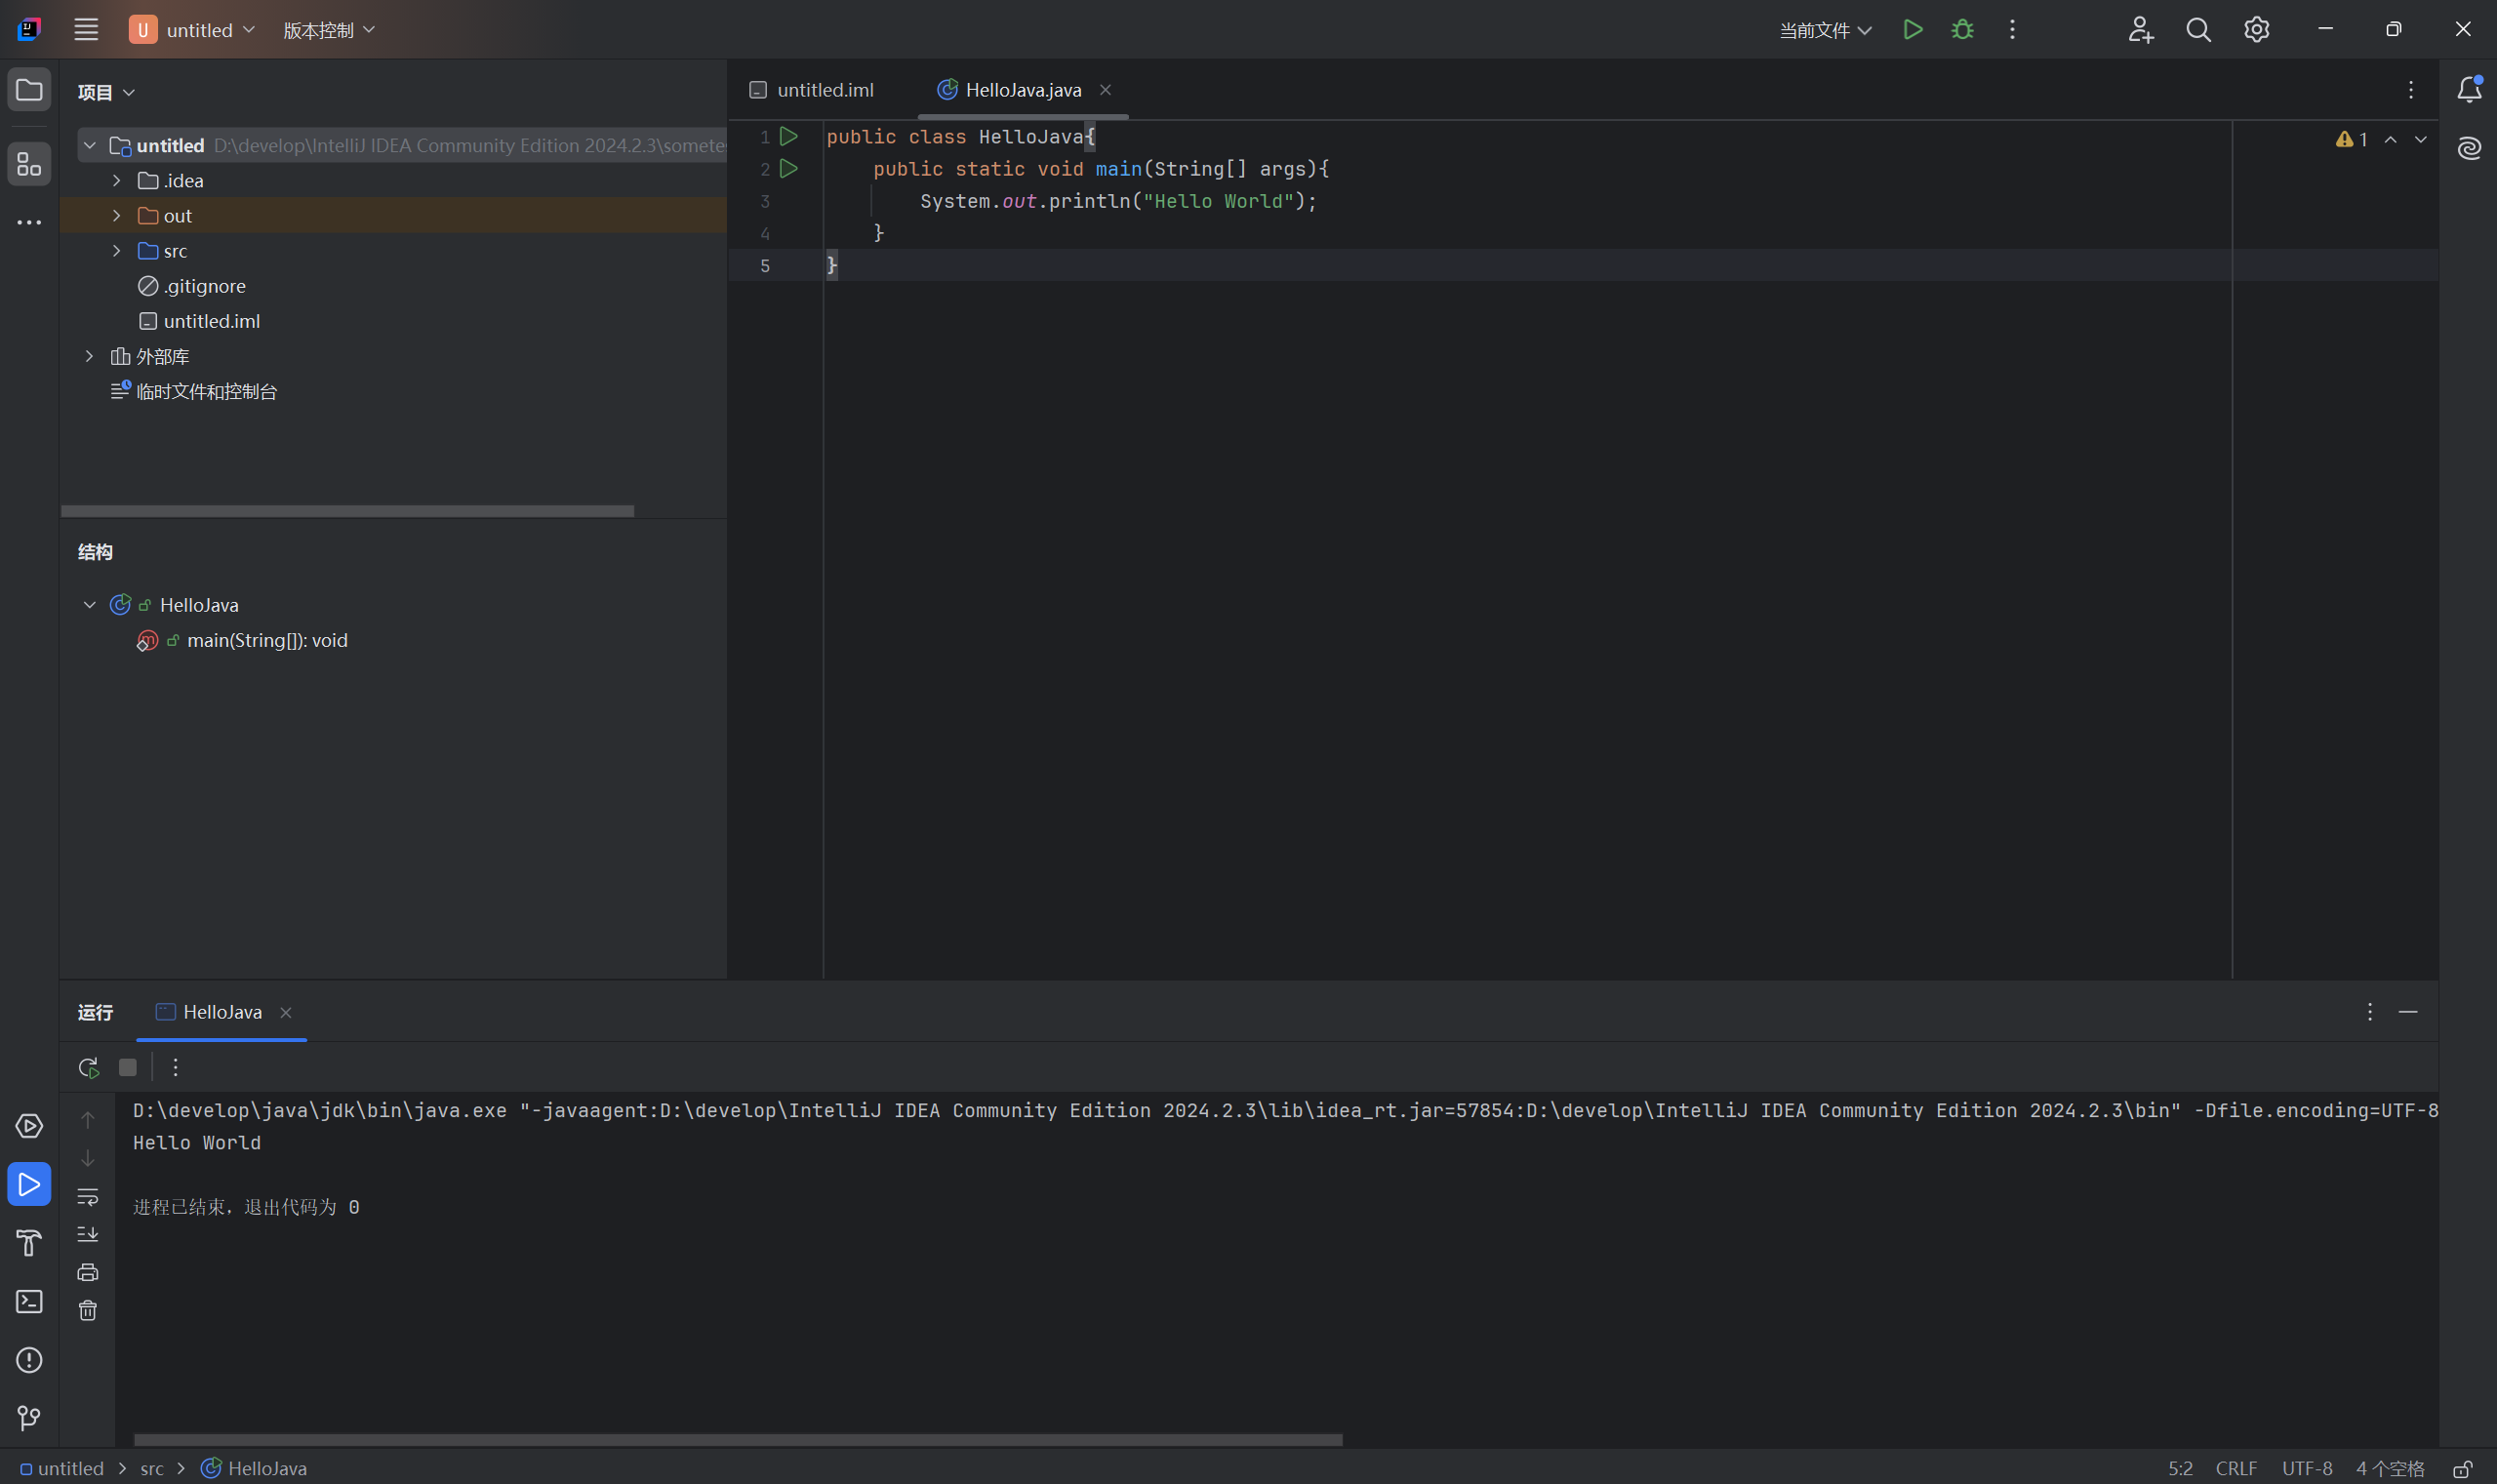 U untitled 版本控制 当前文件
项目
untitled D:\develop\IntelliJ IDEA Community Edition 2024.2.3\somete
.idea
out
src
.gitignore
untitled.iml
外部库
临时文件和控制台
结构
HelloJava
main(String[]): void
untitled.iml HelloJava.java
1 public class HelloJava{
2 public static void main(String[] args){
3 System.out.println("Hello World");
4 }
5 }
1
运行 HelloJava
D:\develop\java\jdk\bin\java.exe "-javaagent:D:\develop\IntelliJ IDEA Community Edition 2024.2.3\lib\idea_rt.jar=57854:D:\develop\IntelliJ IDEA Community Edition 2024.2.3\bin" -Dfile.encoding=UTF-8
Hello World
进程已结束，退出代码为 0
untitled > src > HelloJava
5:2 CRLF UTF-8 4 个空格